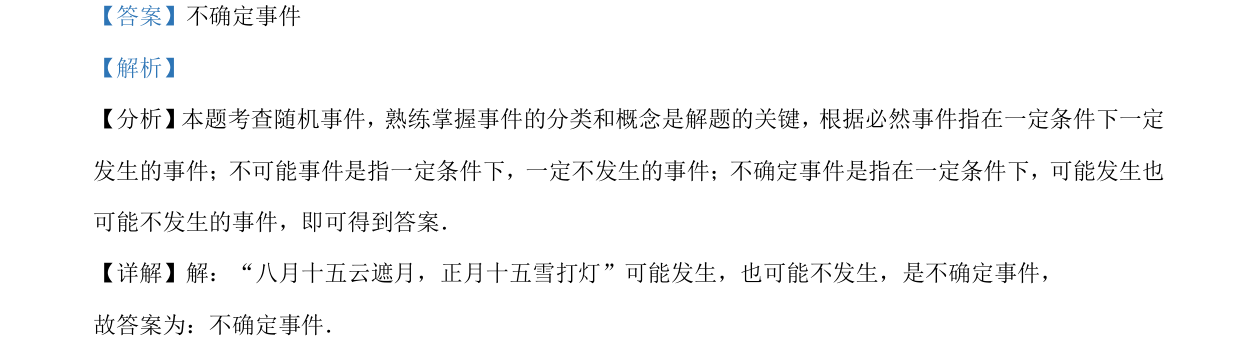 【答案】不确定事件
【解析】
【分析】本题考查随机事件，熟练掌握事件的分类和概念是解题的关键，根据必然事件指在一定条件下一定
发生的事件；不可能事件是指一定条件下，一定不发生的事件；不确定事件是指在一定条件下，可能发生也
可能不发生的事件，即可得到答案．
【详解】解：“八月十五云遮月，正月十五雪打灯”可能发生，也可能不发生，是不确定事件，
故答案为：不确定事件．